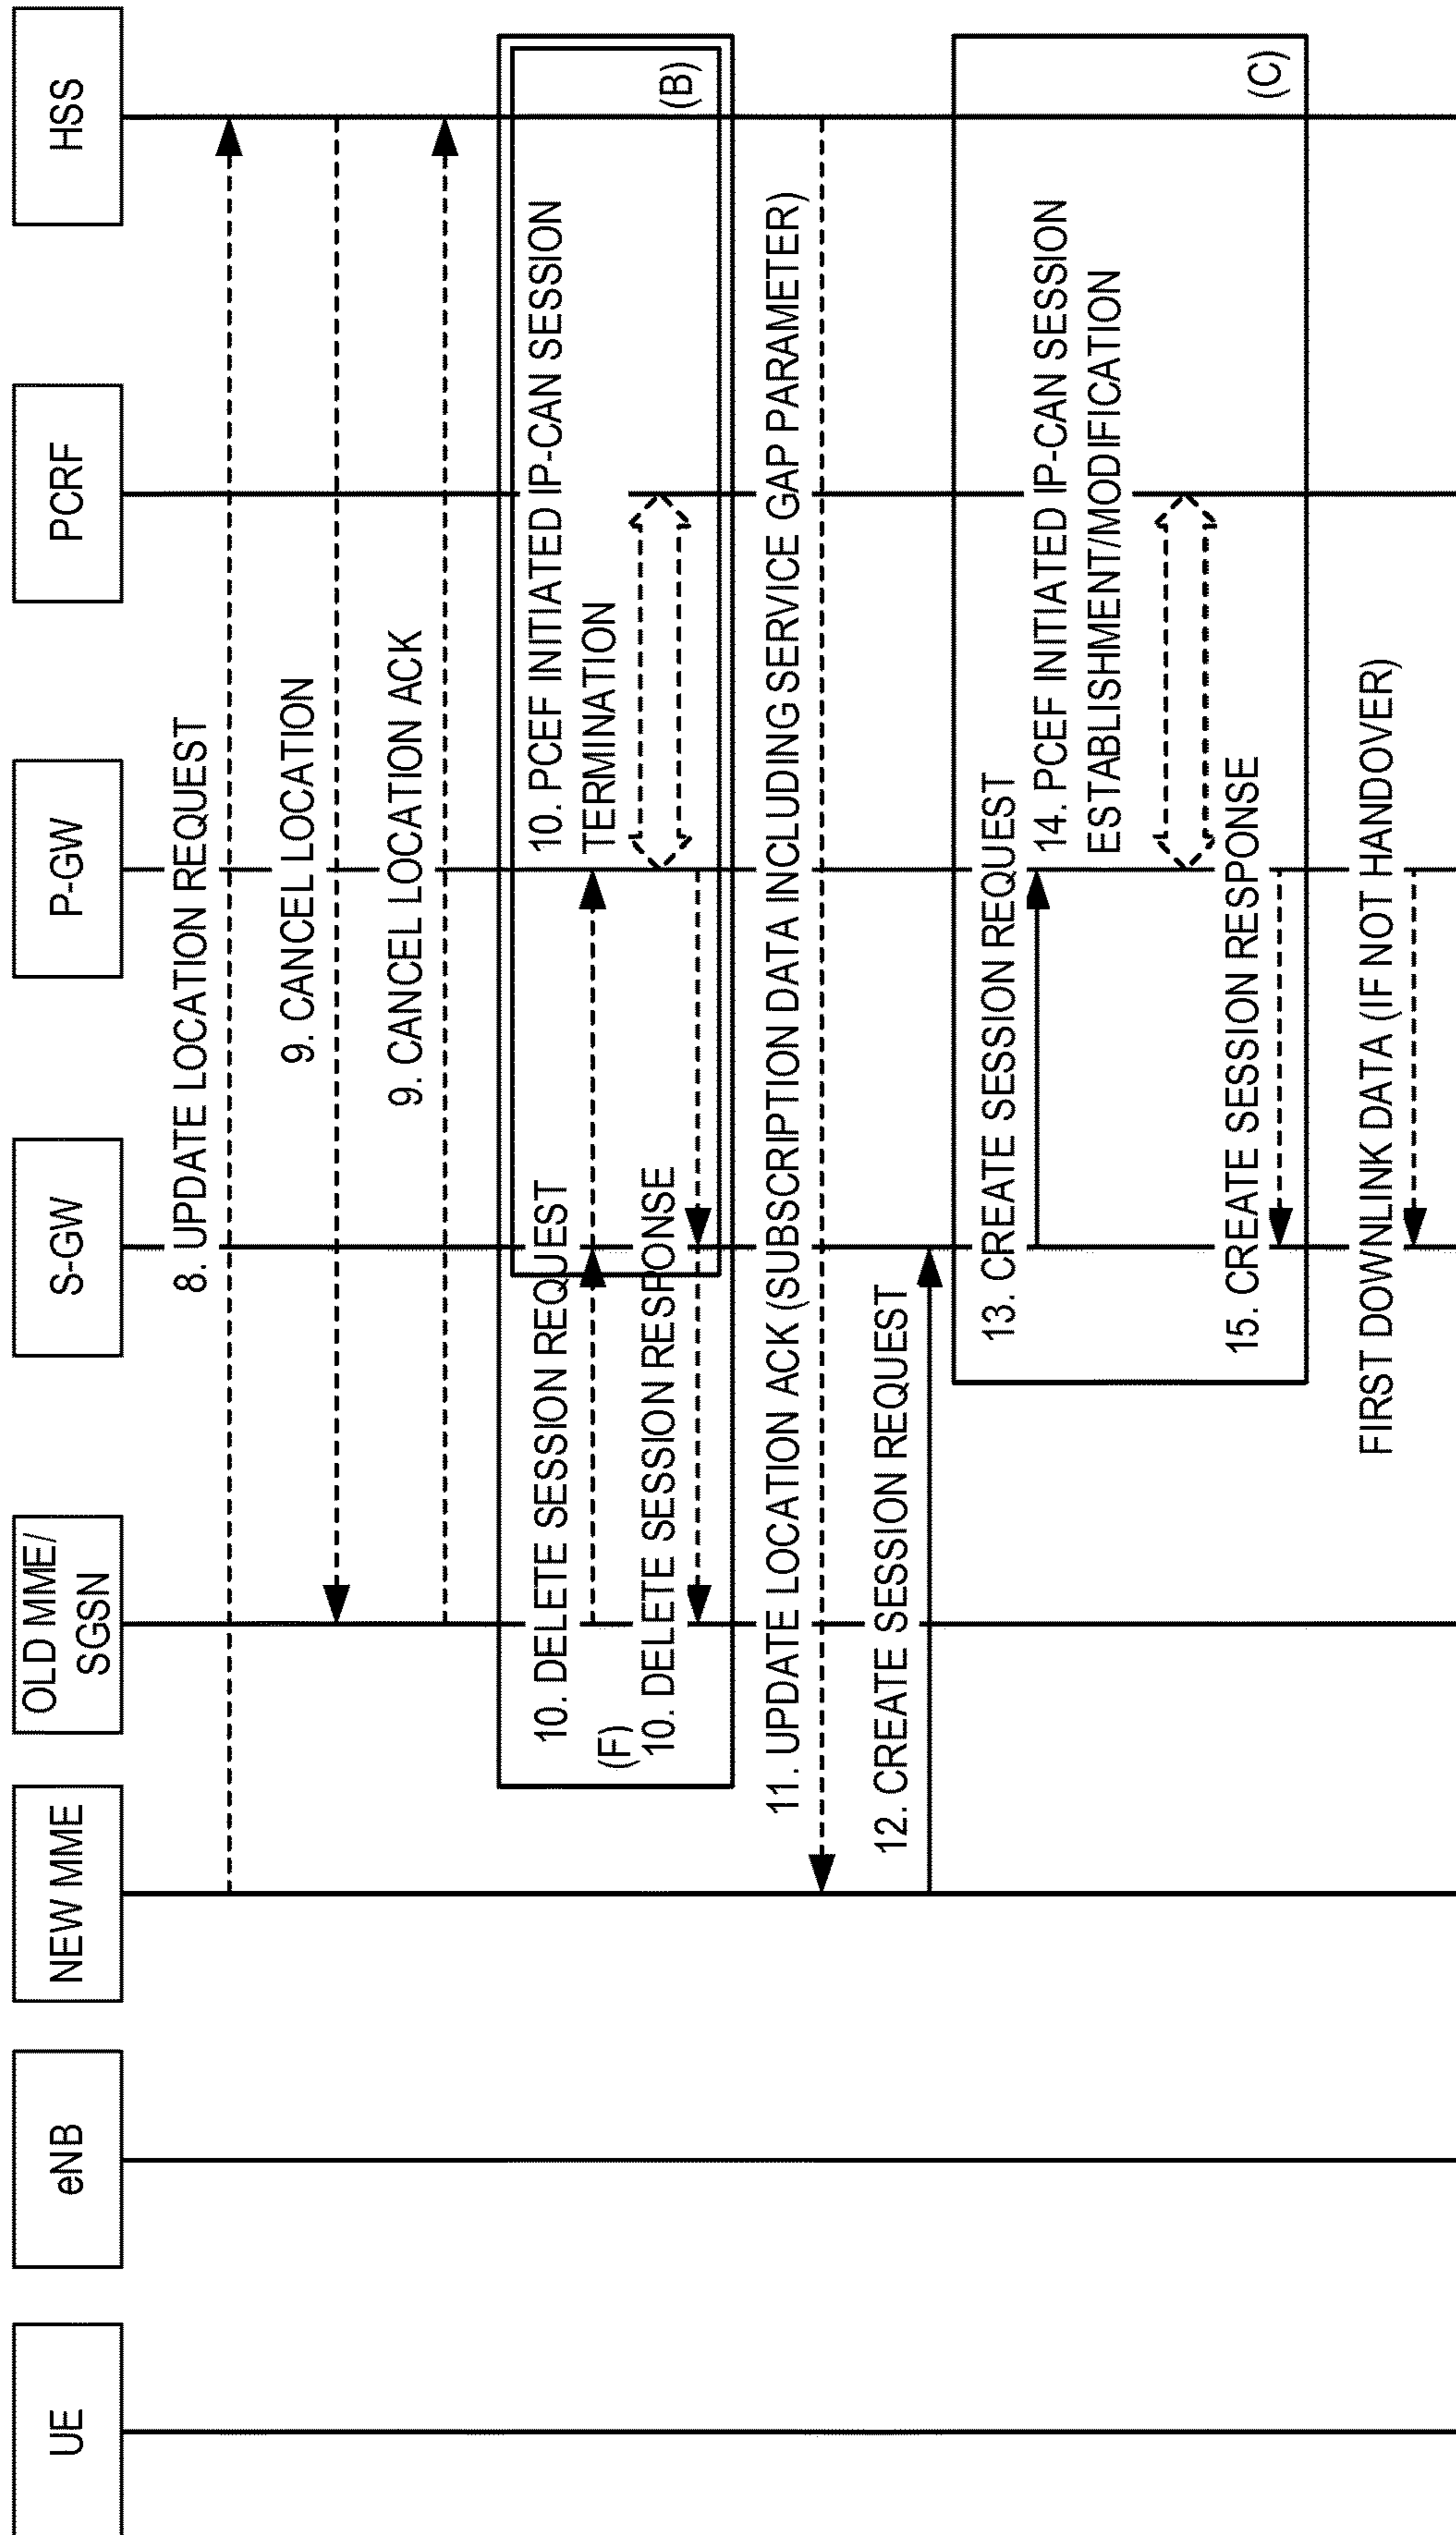 UE
eNB
NEW MME
OLD MME/
SGSN
S-GW
P-GW
PCRF
HSS
8. UPDATE LOCATION REQUEST
9. CANCEL LOCATION
9. CANCEL LOCATION ACK
10. DELETE SESSION REQUEST
10. PCEF INITIATED IP-CAN SESSION
TERMINATION
(F)
10. DELETE SESSION RESPONSE
(B)
11. UPDATE LOCATION ACK (SUBSCRIPTION DATA INCLUDING SERVICE GAP PARAMETER)
12. CREATE SESSION REQUEST
13. CREATE SESSION REQUEST
14. PCEF INITIATED IP-CAN SESSION
ESTABLISHMENT/MODIFICATION
15. CREATE SESSION RESPONSE
(C)
FIRST DOWNLINK DATA (IF NOT HANDOVER)